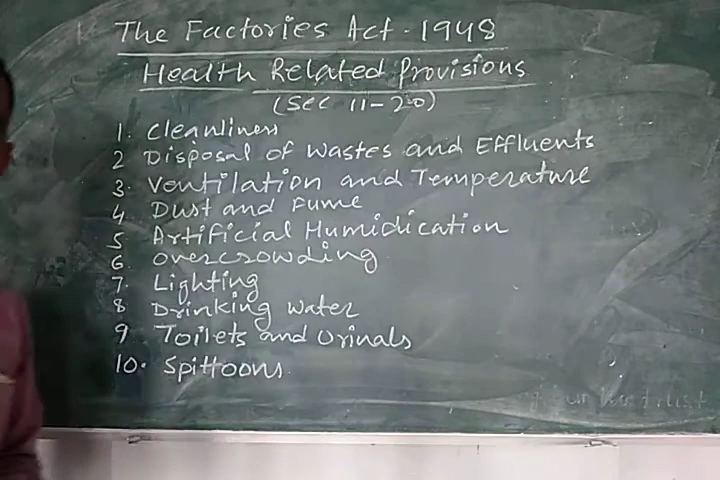 The Factories Act - 1948
Health Related Provisions
(Sec 11-20)
1. Cleanliness
2 Disposal of Wastes and Effluents
3. Ventilation and Temperature
4 Dust and Fume
5 Artificial Humidication
6 overcrowding
7. Lighting
8 Drinking water
9 Toilets and Urinals
10. Spittoons.